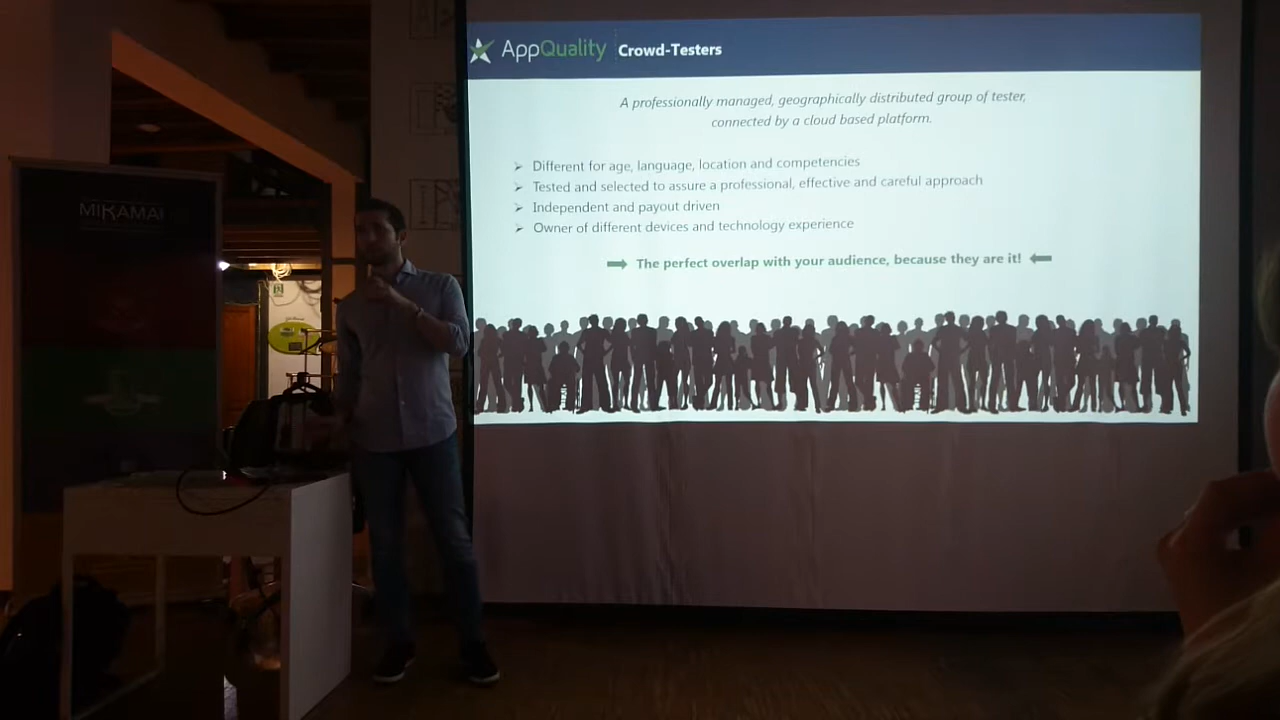 AppQuality Crowd-Testers
A professionally managed, geographically distributed group of tester,
connected by a cloud based platform.
Different for age, language, location and competencies
Tested and selected to assure a professional, effective and careful approach
Independent and payout driven
Owner of different devices and technology experience
The perfect overlap with your audience, because they are it!
MIKAMAI